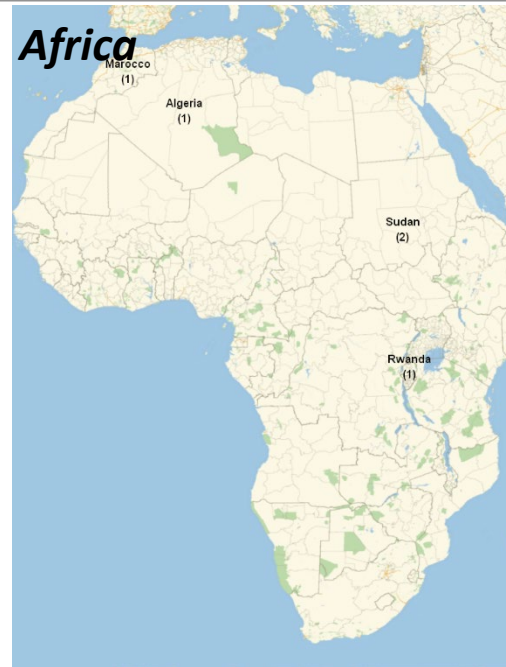 Africa
Marocco
(1)
Algeria
(1)
Sudan
(2)
Rwanda
(1)